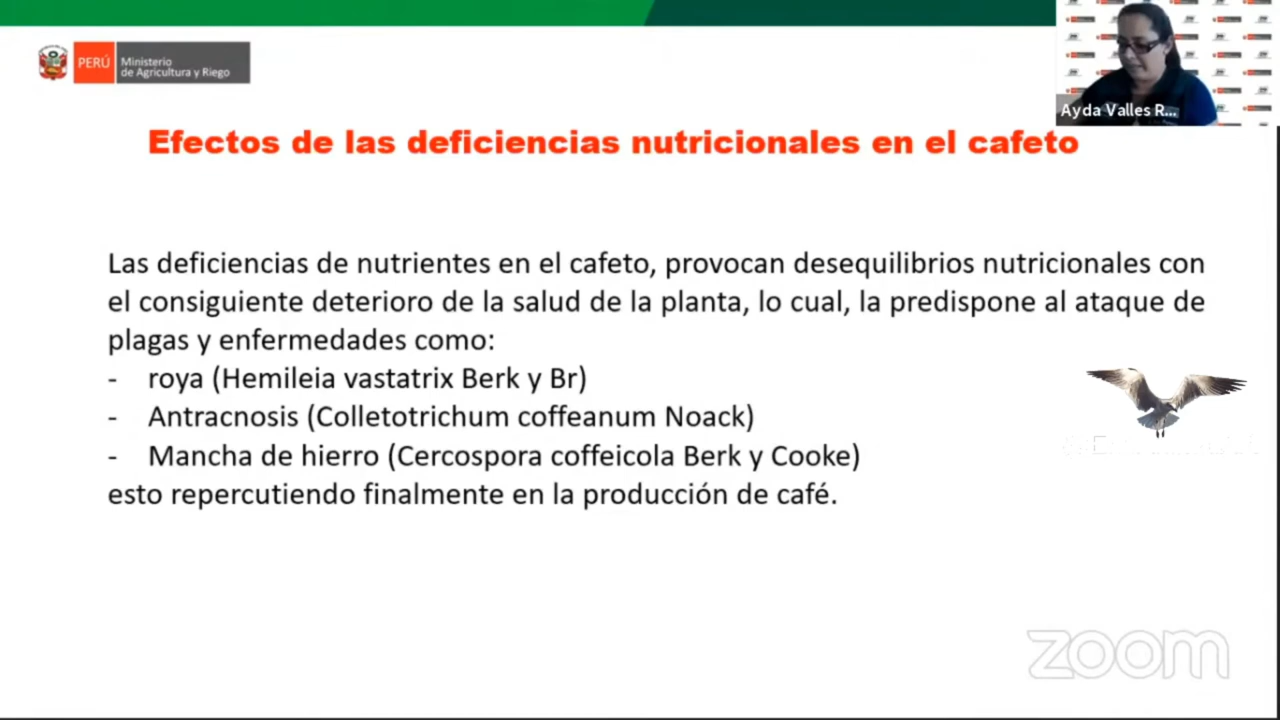 PERÚ
Ministerio
de Agricultura y Riego
Ayda Valles R...
Efectos de las deficiencias nutricionales en el cafeto
Las deficiencias de nutrientes en el cafeto, provocan desequilibrios nutricionales con
el consiguiente deterioro de la salud de la planta, lo cual, la predispone al ataque de
plagas y enfermedades como:
- roya (Hemileia vastatrix Berk y Br)
- Antracnosis (Colletotrichum coffeanum Noack)
- Mancha de hierro (Cercospora coffeicola Berk y Cooke)
esto repercutiendo finalmente en la producción de café.
zoom